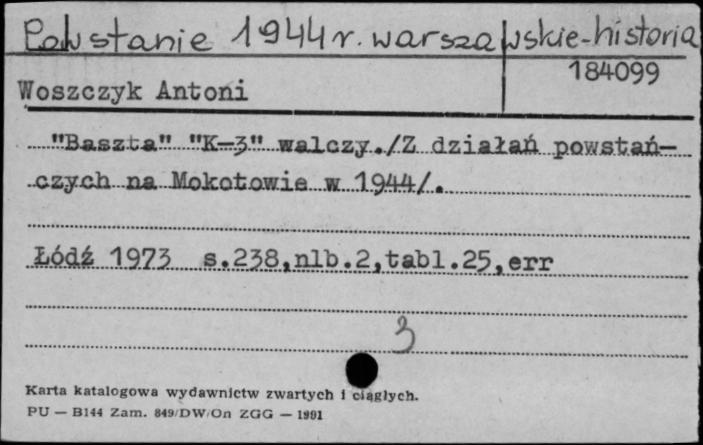 Powstanie 1944 r. warszawskie-historia
184099
Woszczyk Antoni
"Baszta" "K-3" walczy./Z działań powstań-
czych na Mokotowie w 1944/.
Łódź 1973 s.238,nlb.2,tabl.25,err
3
Karta katalogowa wydawnictw zwartych i ciągłych.
PU — B144 Zam. 849/DW/On ZGG — 1991